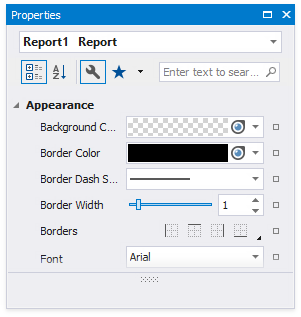 Properties
Report1 Report
A
Z
Enter text to sear...
Appearance
Background C...
Border Color
Border Dash S...
Border Width 1
Borders
Font Arial